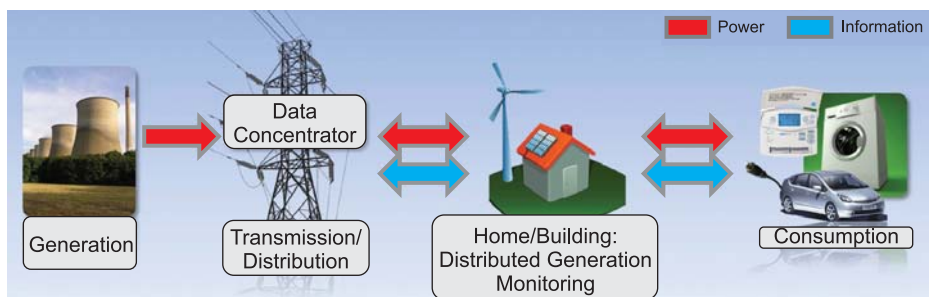 Power
Information
Data
Concentrator
Generation
Transmission/
Distribution
Home/Building:
Distributed Generation
Monitoring
Consumption